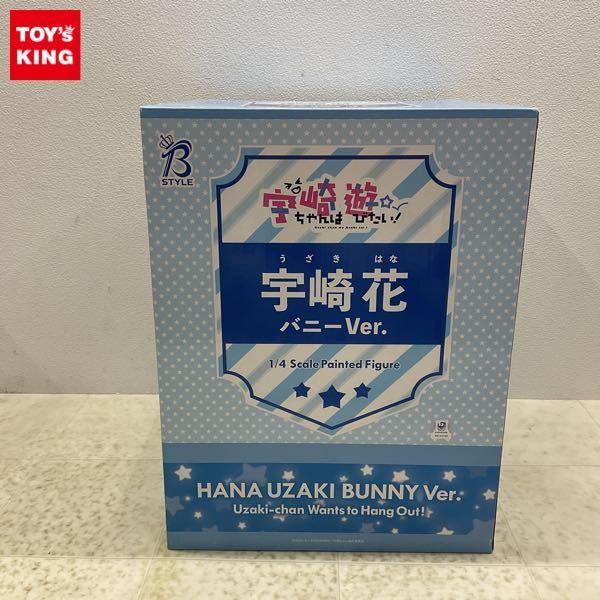 TOY's
KING
B
STYLE
宇崎ちゃんは遊びたい！
うざき はな
宇崎 花
バニーVer.
1/4 Scale Painted Figure
HANA UZAKI BUNNY Ver.
Uzaki-chan Wants to Hang Out!